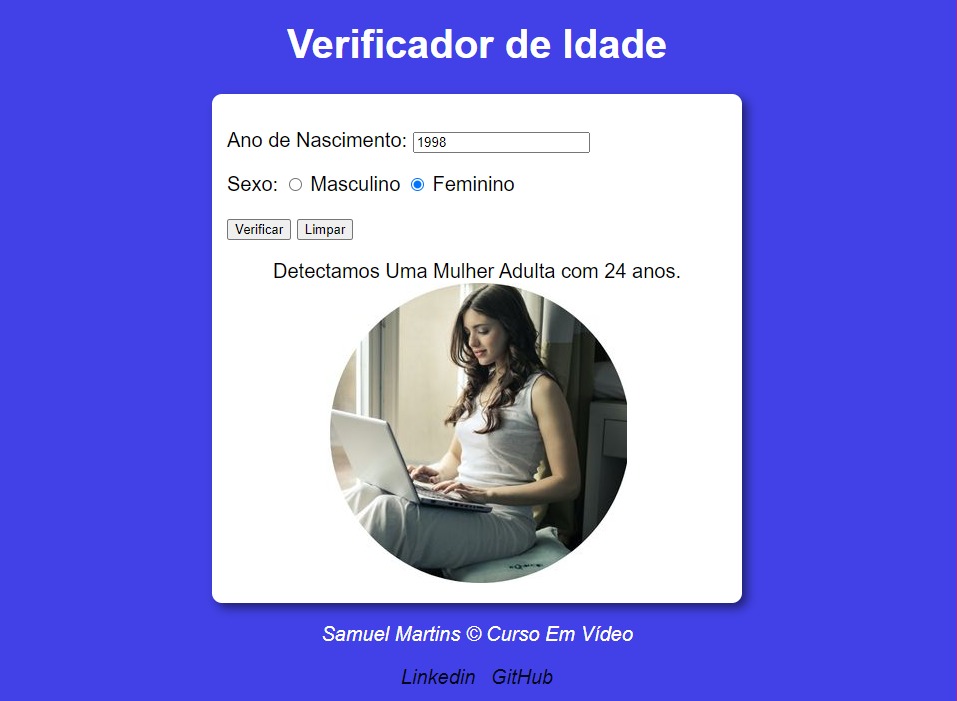 Verificador de Idade
Ano de Nascimento: 1998
Sexo: Masculino Feminino
Verificar Limpar
Detectamos Uma Mulher Adulta com 24 anos.
Samuel Martins © Curso Em Vídeo
Linkedin GitHub